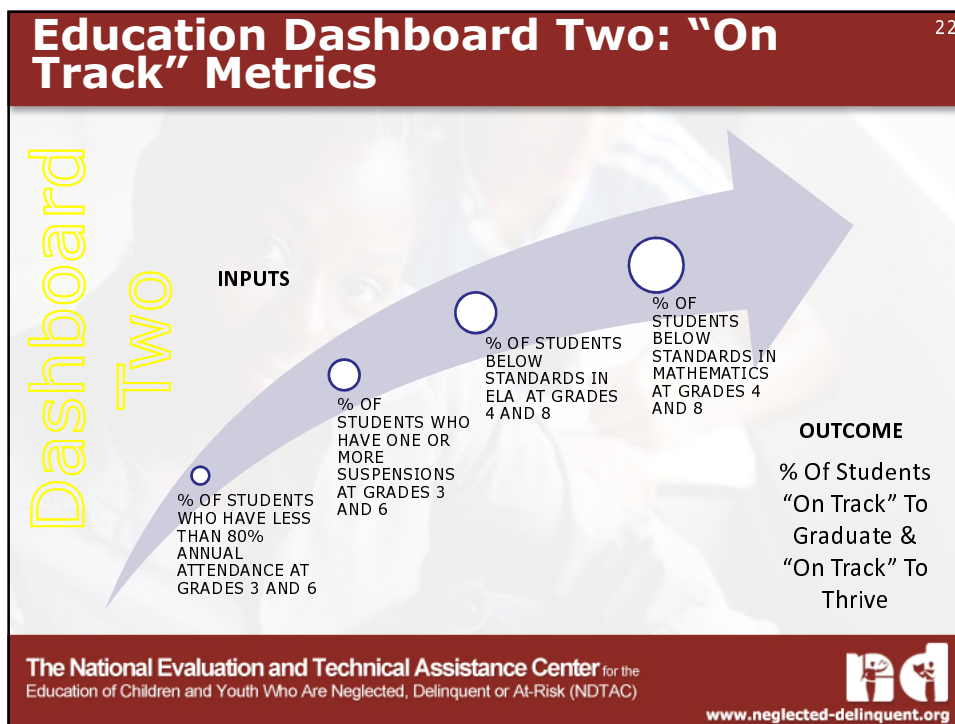 Education Dashboard Two: “On
Track” Metrics
22
Dashboard
Two
INPUTS
% OF STUDENTS
WHO HAVE LESS
THAN 80%
ANNUAL
ATTENDANCE AT
GRADES 3 AND 6
% OF
STUDENTS WHO
HAVE ONE OR
MORE
SUSPENSIONS
AT GRADES 3
AND 6
% OF STUDENTS
BELOW
STANDARDS IN
ELA AT GRADES
4 AND 8
% OF
STUDENTS
BELOW
STANDARDS IN
MATHEMATICS
AT GRADES 4
AND 8
OUTCOME
% Of Students
“On Track” To
Graduate &
“On Track” To
Thrive
The National Evaluation and Technical Assistance Center for the
Education of Children and Youth Who Are Neglected, Delinquent or At-Risk (NDTAC)
nd
www.neglected-delinquent.org